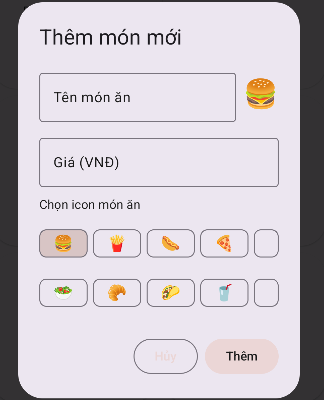 Thêm món mới
Tên món ăn
Giá (VNĐ)
Chọn icon món ăn
Hủy
Thêm